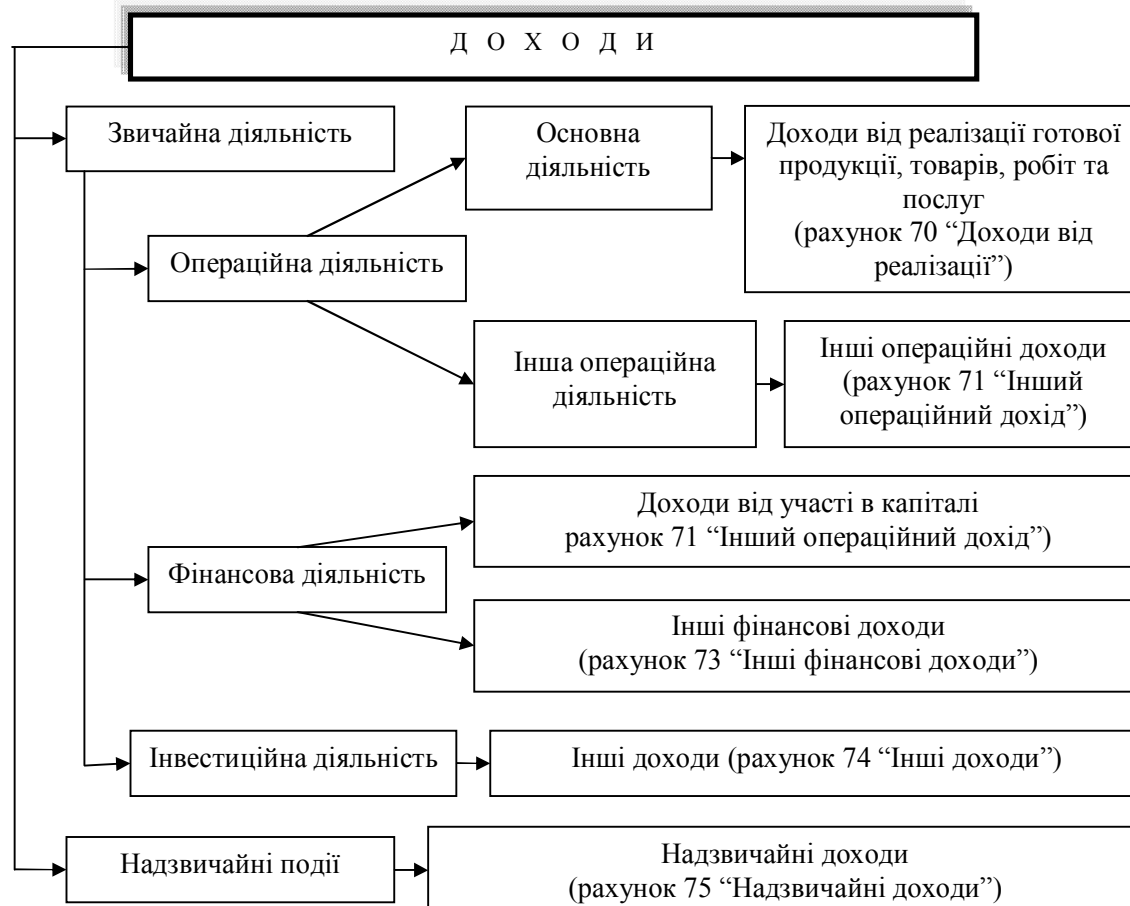 Д О Х О Д И
Звичайна діяльність
Основна
діяльність
Доходи від реалізації готової
продукції, товарів, робіт та
послуг
(рахунок 70 “Доходи від
реалізації”)
Операційна діяльність
Інша операційна
діяльність
Інші операційні доходи
(рахунок 71 “Інший
операційний дохід”)
Доходи від участі в капіталі
рахунок 71 “Інший операційний дохід”)
Фінансова діяльність
Інші фінансові доходи
(рахунок 73 “Інші фінансові доходи”)
Інвестиційна діяльність
Інші доходи (рахунок 74 “Інші доходи”)
Надзвичайні події
Надзвичайні доходи
(рахунок 75 “Надзвичайні доходи”)